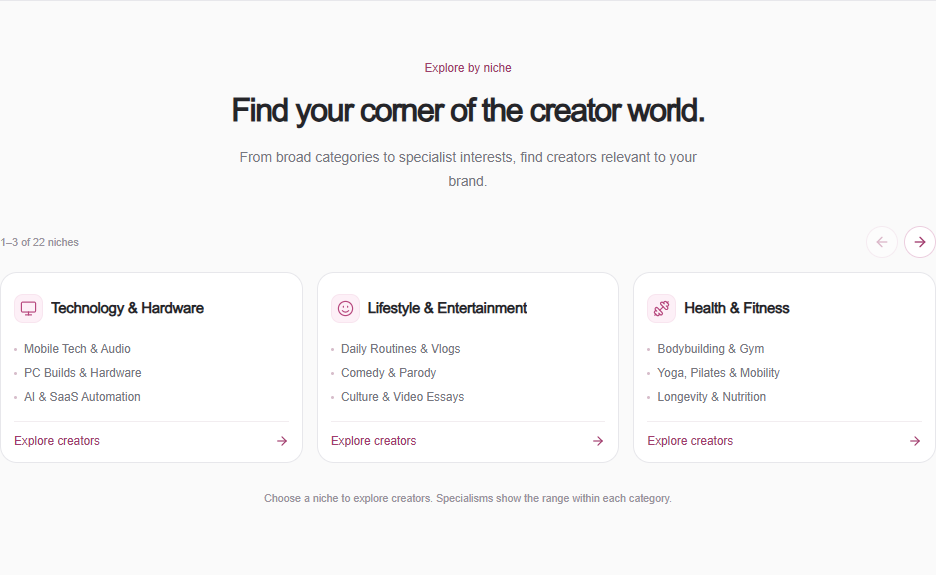 Explore by niche
Find your corner of the creator world.
From broad categories to specialist interests, find creators relevant to your
brand.
1–3 of 22 niches
Technology & Hardware
Mobile Tech & Audio
PC Builds & Hardware
AI & SaaS Automation
Explore creators
Lifestyle & Entertainment
Daily Routines & Vlogs
Comedy & Parody
Culture & Video Essays
Explore creators
Health & Fitness
Bodybuilding & Gym
Yoga, Pilates & Mobility
Longevity & Nutrition
Explore creators
Choose a niche to explore creators. Specialisms show the range within each category.